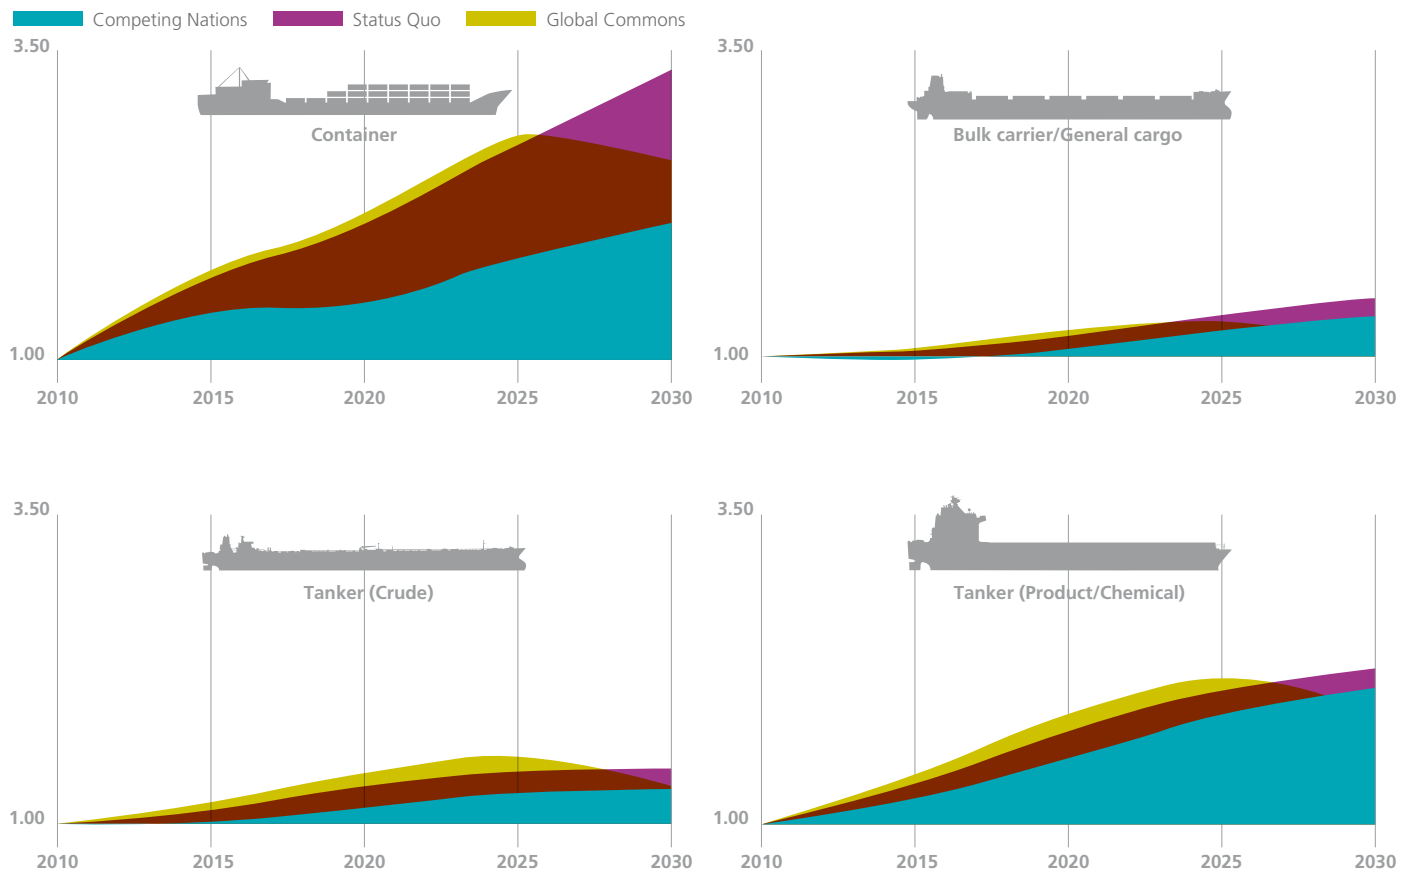 Competing Nations Status Quo Global Commons
3.50
Container
1.00
2010 2015 2020 2025 2030
3.50
Bulk carrier/General cargo
1.00
2010 2015 2020 2025 2030
3.50
Tanker (Crude)
1.00
2010 2015 2020 2025 2030
3.50
Tanker (Product/Chemical)
1.00
2010 2015 2020 2025 2030